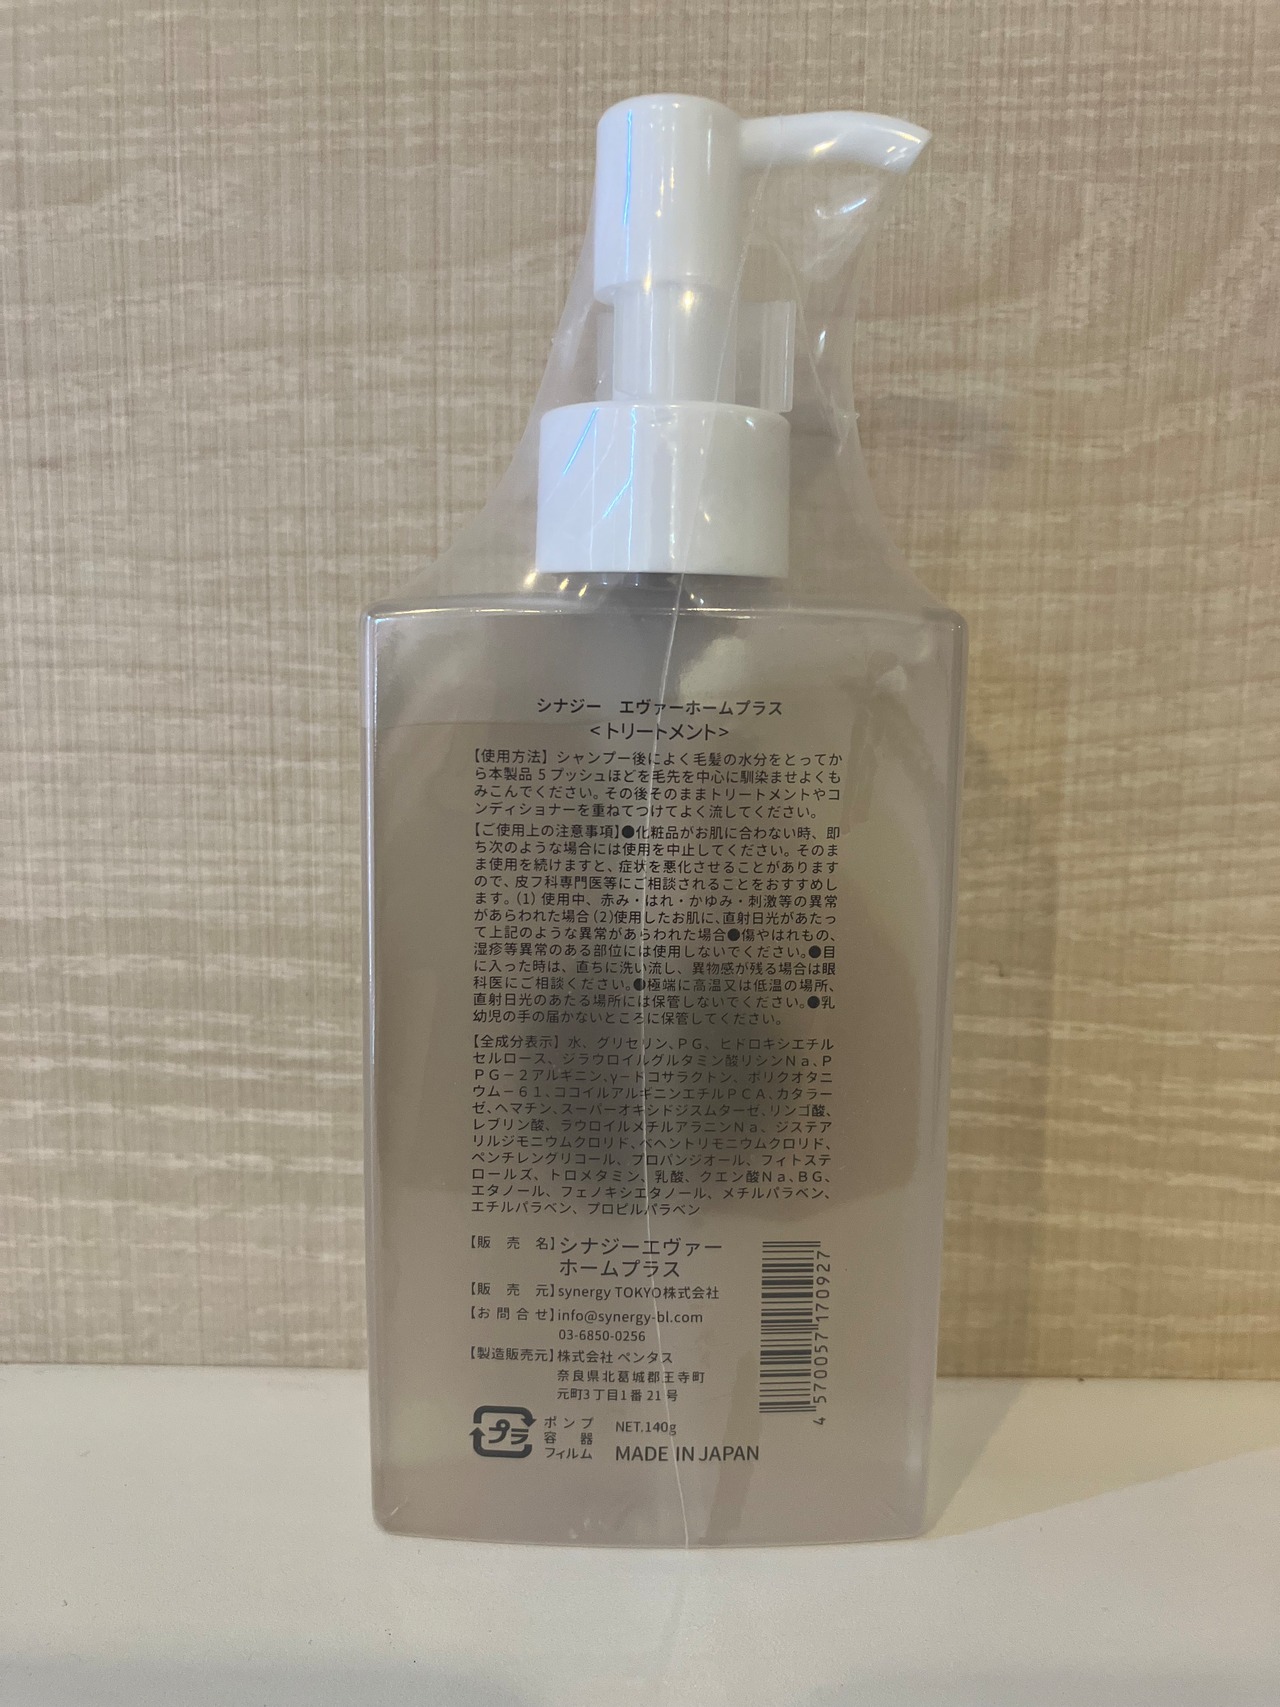 シナジー エヴァーホームプラス
<トリートメント>
【使用方法】シャンプー後によく毛髪の水分をとってか
ら本製品5プッシュほどを毛先を中心に馴染ませよくも
みこんでください。その後そのままトリートメントやコ
ンディショナーを重ねてつけてよく流してください。
【ご使用上の注意事項】●化粧品がお肌に合わない時、即
ち次のような場合には使用を中止してください。そのま
ま使用を続けますと、症状を悪化させることがあります
ので、皮フ科専門医等にご相談されることをおすすめし
ます。(1)使用中、赤み・はれ・かゆみ・刺激等の異常
があらわれた場合(2)使用したお肌に、直射日光があたっ
て上記のような異常があらわれた場合●傷やはれもの、
湿疹等異常のある部位には使用しないでください。●目
に入った時は、直ちに洗い流し、異物感が残る場合は眼
科医にご相談ください。●極端に高温又は低温の場所、
直射日光のあたる場所には保管しないでください。●乳
幼児の手の届かないところに保管してください。
【全成分表示】水、グリセリン、PG、ヒドロキシエチル
セルロース、ジラウロイルグルタミン酸リシンNa、P
PG－2アルギニン、γ－ドコサラクトン、ポリクオタニ
ウム－61、ココイルアルギニンエチルPCA、カタラー
ゼ、ヘマチン、スーパーオキシドジスムターゼ、リンゴ酸、
レブリン酸、ラウロイルメチルアラニンNa、ジステア
リルジモニウムクロリド、ベヘントリモニウムクロリド、
ペンチレングリコール、プロパンジオール、フィトステ
ロールズ、トロメタミン、乳酸、クエン酸Na、BG、
エタノール、フェノキシエタノール、メチルパラベン、
エチルパラベン、プロピルパラベン
【販 売 名】シナジーエヴァー
ホームプラス
【販 売 元】synergy TOKYO株式会社
【お問合せ】info@synergy-bl.com
03-6850-0256
【製造販売元】株式会社 ペンタス
奈良県北葛城郡王寺町
元町3丁目1番21号
プラ
ポンプ
容器
フィルム
NET.140g
MADE IN JAPAN
4 570057 170927